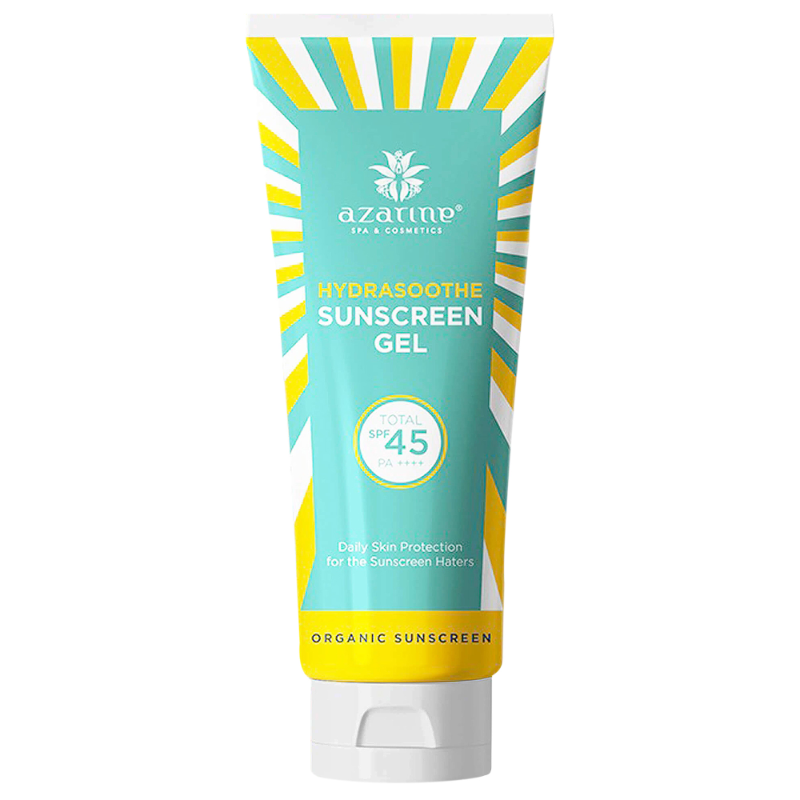 azarine®
SPA & COSMETICS
HYDRASOOTHE
SUNSCREEN
GEL
TOTAL
SPF 45
PA ++++
Daily Skin Protection
for the Sunscreen Haters
ORGANIC SUNSCREEN